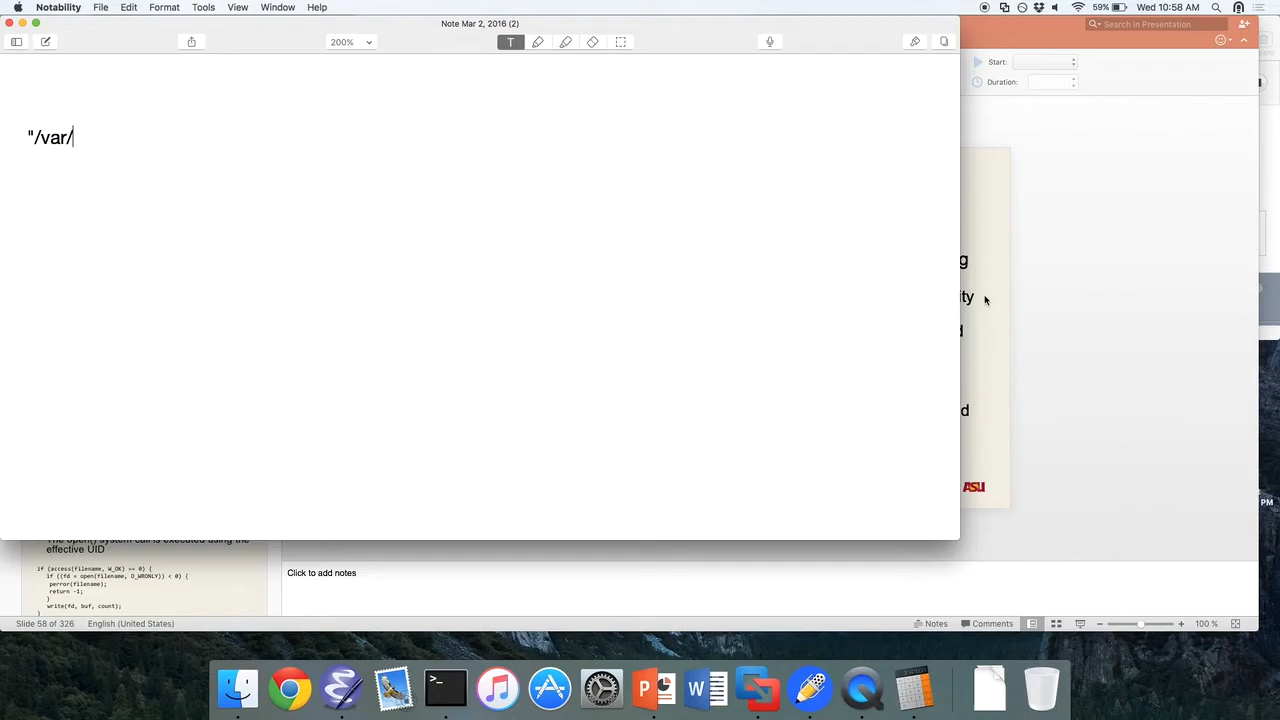 Notability File Edit Format Tools View Window Help
59% Wed 10:58 AM
Note Mar 2, 2016 (2)
Search in Presentation
200%
T
Start:
Duration:
"/var/
g
ity
d
d
ASU
PM
The open() system call is executed using the
effective UID
if (access(filename, W_OK) == 0) {
if ((fd = open(filename, O_WRONLY)) < 0) {
perror(filename);
return -1;
}
write(fd, buf, count);
}
Click to add notes
Slide 58 of 326 English (United States)
Notes Comments 100 %